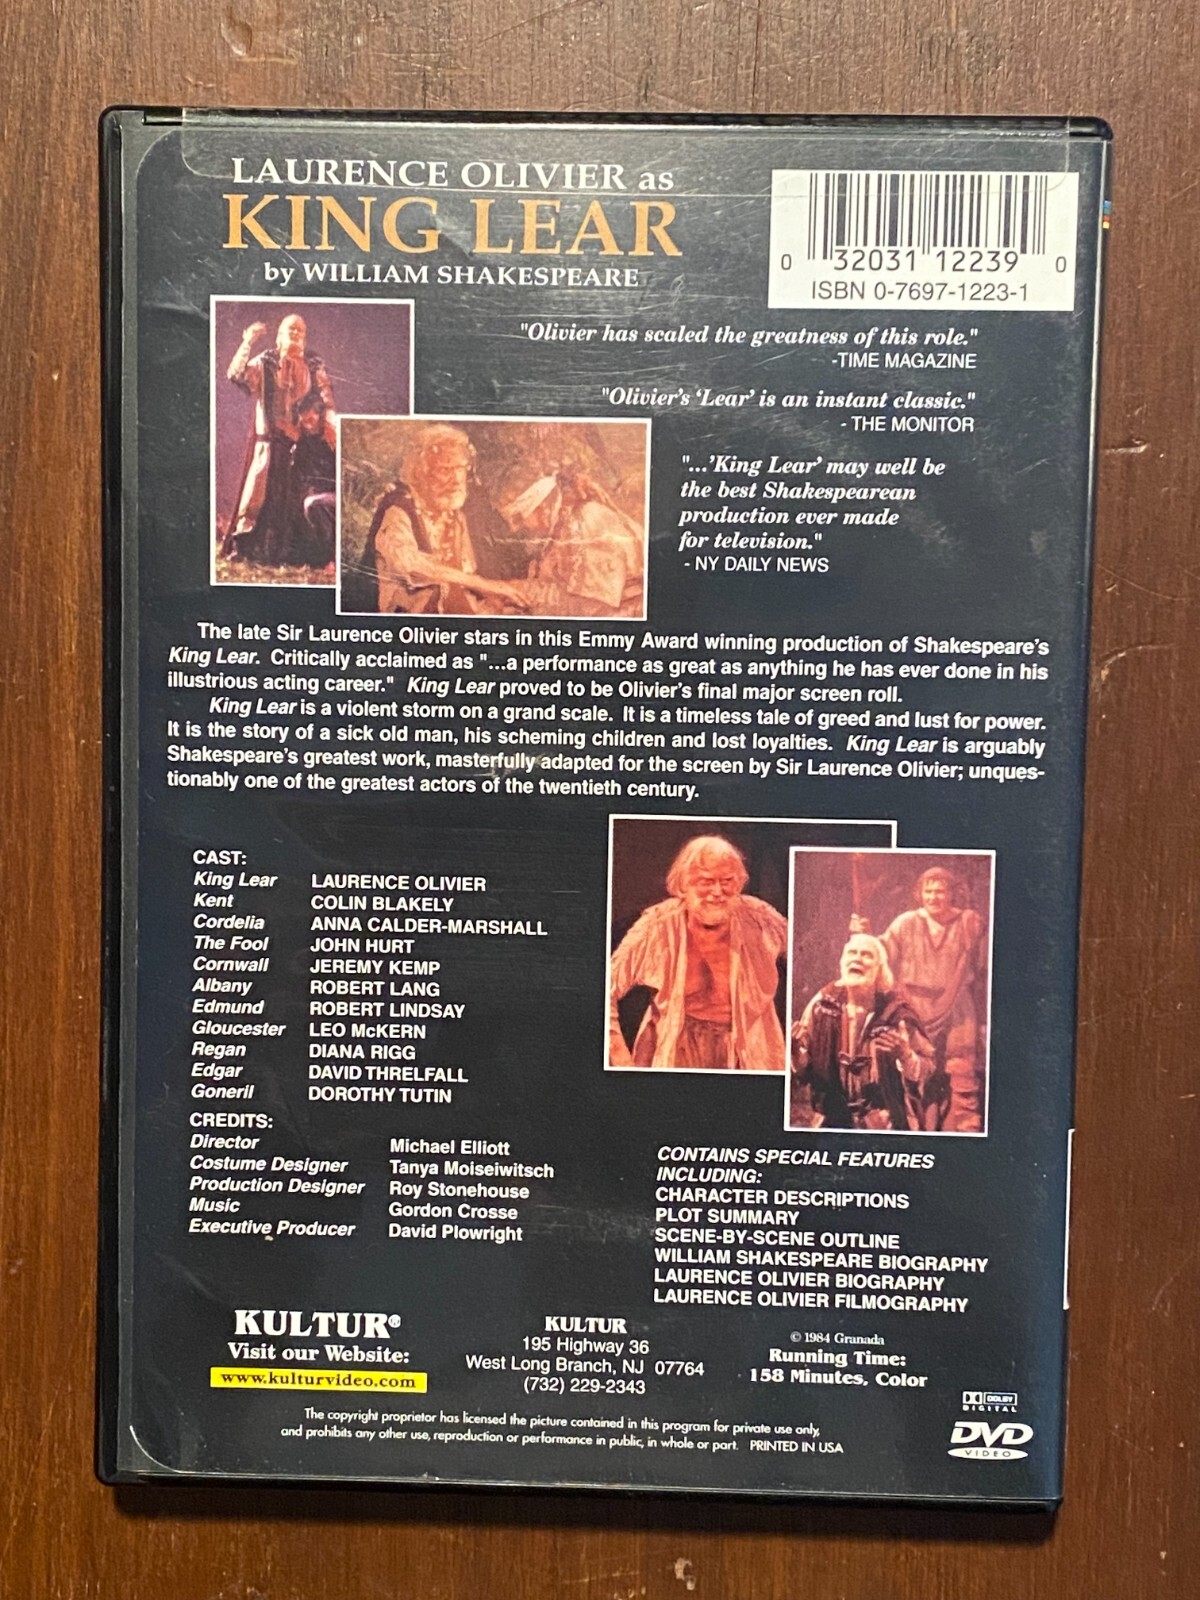 LAURENCE OLIVIER as
KING LEAR
by WILLIAM SHAKESPEARE
0 32031 12239 0
ISBN 0-7697-1223-1
"Olivier has scaled the greatness of this role."
-TIME MAGAZINE
"Olivier's 'Lear' is an instant classic."
- THE MONITOR
"...'King Lear' may well be
the best Shakespearean
production ever made
for television."
- NY DAILY NEWS
The late Sir Laurence Olivier stars in this Emmy Award winning production of Shakespeare's
King Lear. Critically acclaimed as "...a performance as great as anything he has ever done in his
illustrious acting career." King Lear proved to be Olivier's final major screen roll.
King Lear is a violent storm on a grand scale. It is a timeless tale of greed and lust for power.
It is the story of a sick old man, his scheming children and lost loyalties. King Lear is arguably
Shakespeare's greatest work, masterfully adapted for the screen by Sir Laurence Olivier; unques-
tionably one of the greatest actors of the twentieth century.
CAST:
King Lear LAURENCE OLIVIER
Kent COLIN BLAKELY
Cordelia ANNA CALDER-MARSHALL
The Fool JOHN HURT
Cornwall JEREMY KEMP
Albany ROBERT LANG
Edmund ROBERT LINDSAY
Gloucester LEO McKERN
Regan DIANA RIGG
Edgar DAVID THRELFALL
Goneril DOROTHY TUTIN
CREDITS:
Director Michael Elliott
Costume Designer Tanya Moiseiwitsch
Production Designer Roy Stonehouse
Music Gordon Crosse
Executive Producer David Plowright
CONTAINS SPECIAL FEATURES
INCLUDING:
CHARACTER DESCRIPTIONS
PLOT SUMMARY
SCENE-BY-SCENE OUTLINE
WILLIAM SHAKESPEARE BIOGRAPHY
LAURENCE OLIVIER BIOGRAPHY
LAURENCE OLIVIER FILMOGRAPHY
KULTUR®
Visit our Website:
www.kulturvideo.com
KULTUR
195 Highway 36
West Long Branch, NJ 07764
(732) 229-2343
© 1984 Granada
Running Time:
158 Minutes, Color
The copyright proprietor has licensed the picture contained in this program for private use only,
and prohibits any other use, reproduction or performance in public, in whole or part. PRINTED IN USA
DOLBY
DIGITAL
DVD
VIDEO